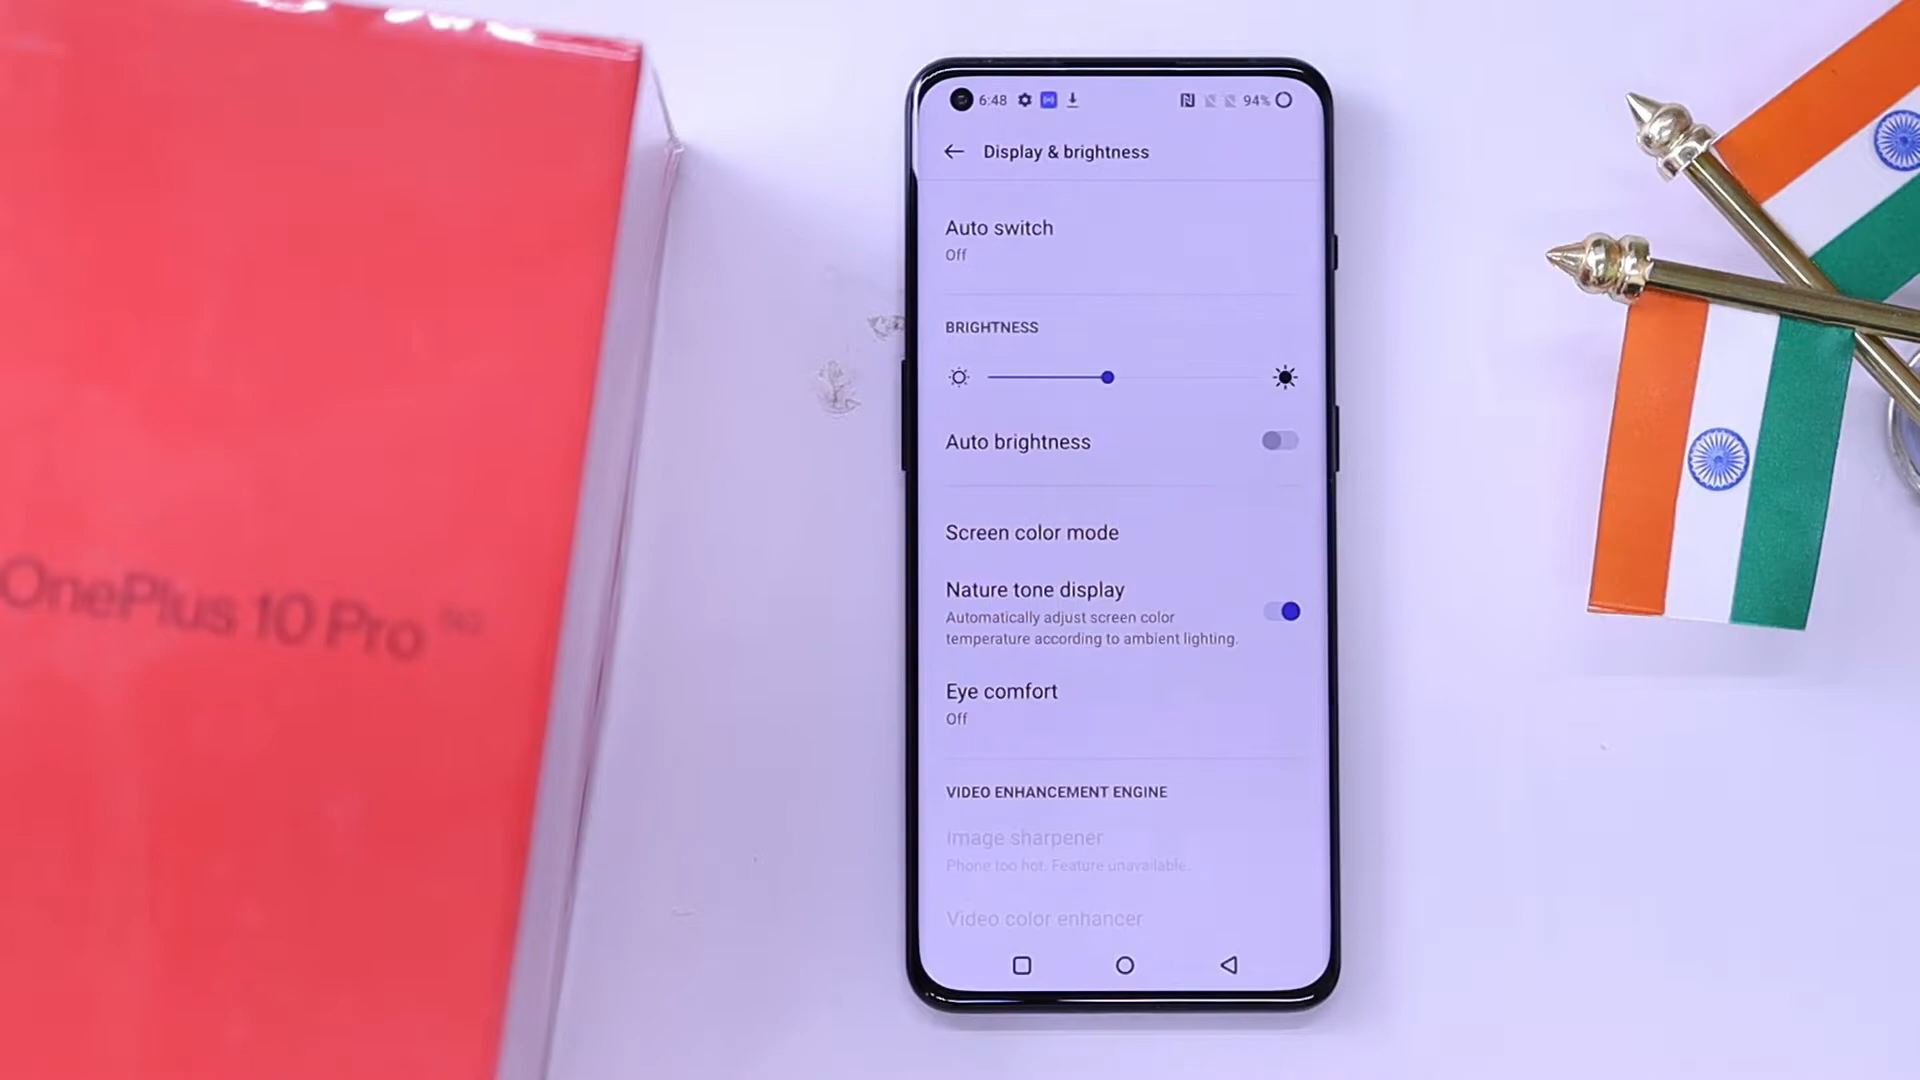 OnePlus 10 Pro 5G
6:48
94%
Display & brightness
Auto switch
Off
BRIGHTNESS
Auto brightness
Screen color mode
Nature tone display
Automatically adjust screen color
temperature according to ambient lighting.
Eye comfort
Off
VIDEO ENHANCEMENT ENGINE
Image sharpener
Phone too hot. Feature unavailable.
Video color enhancer